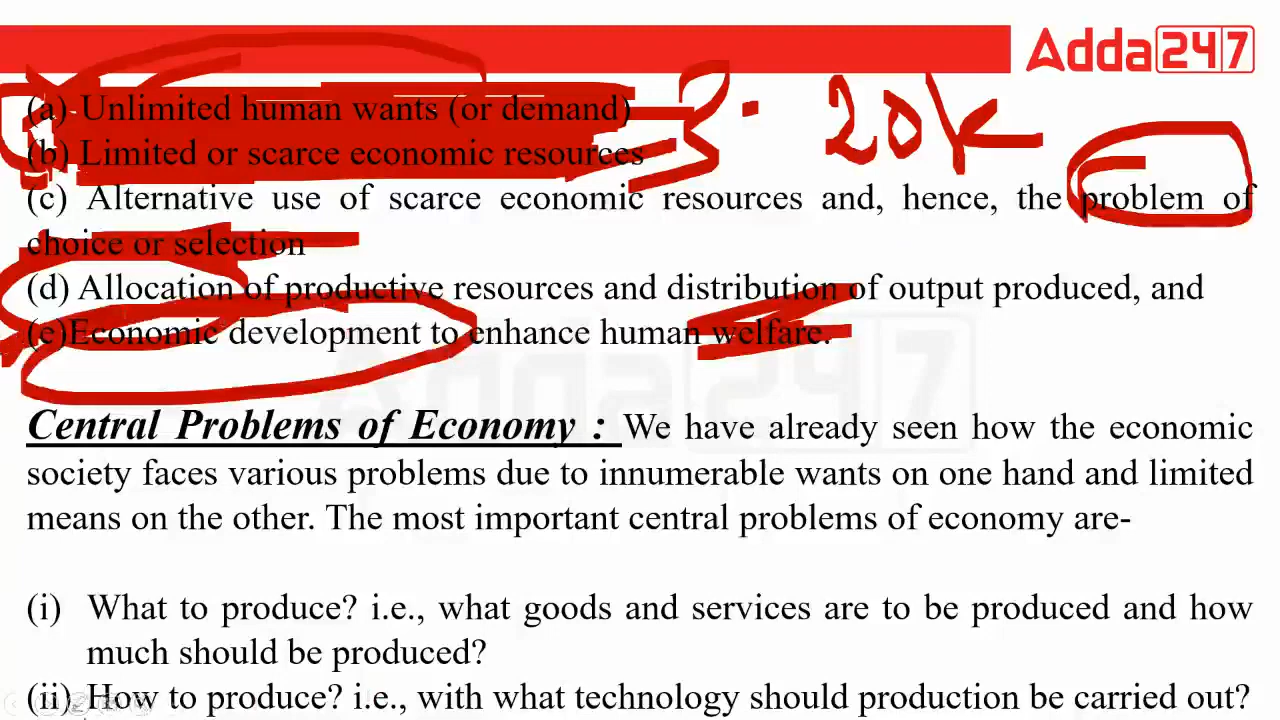 Adda247
(a) Unlimited human wants (or demand)
3. 20k
(b) Limited or scarce economic resources
(c) Alternative use of scarce economic resources and, hence, the problem of
choice or selection
(d) Allocation of productive resources and distribution of output produced, and
(e)Economic development to enhance human welfare.
Central Problems of Economy : We have already seen how the economic
society faces various problems due to innumerable wants on one hand and limited
means on the other. The most important central problems of economy are-
(i) What to produce? i.e., what goods and services are to be produced and how
much should be produced?
(ii) How to produce? i.e., with what technology should production be carried out?